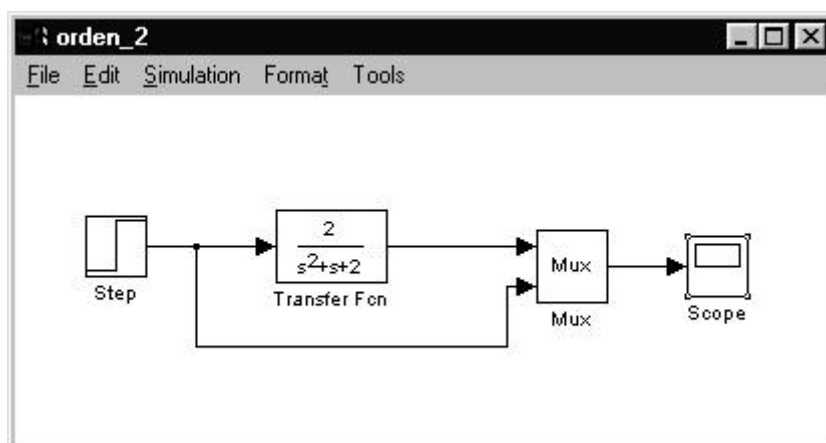 orden_2
File Edit Simulation Format Tools
2
s²+s+2
Mux
Step
Transfer Fcn
Mux
Scope